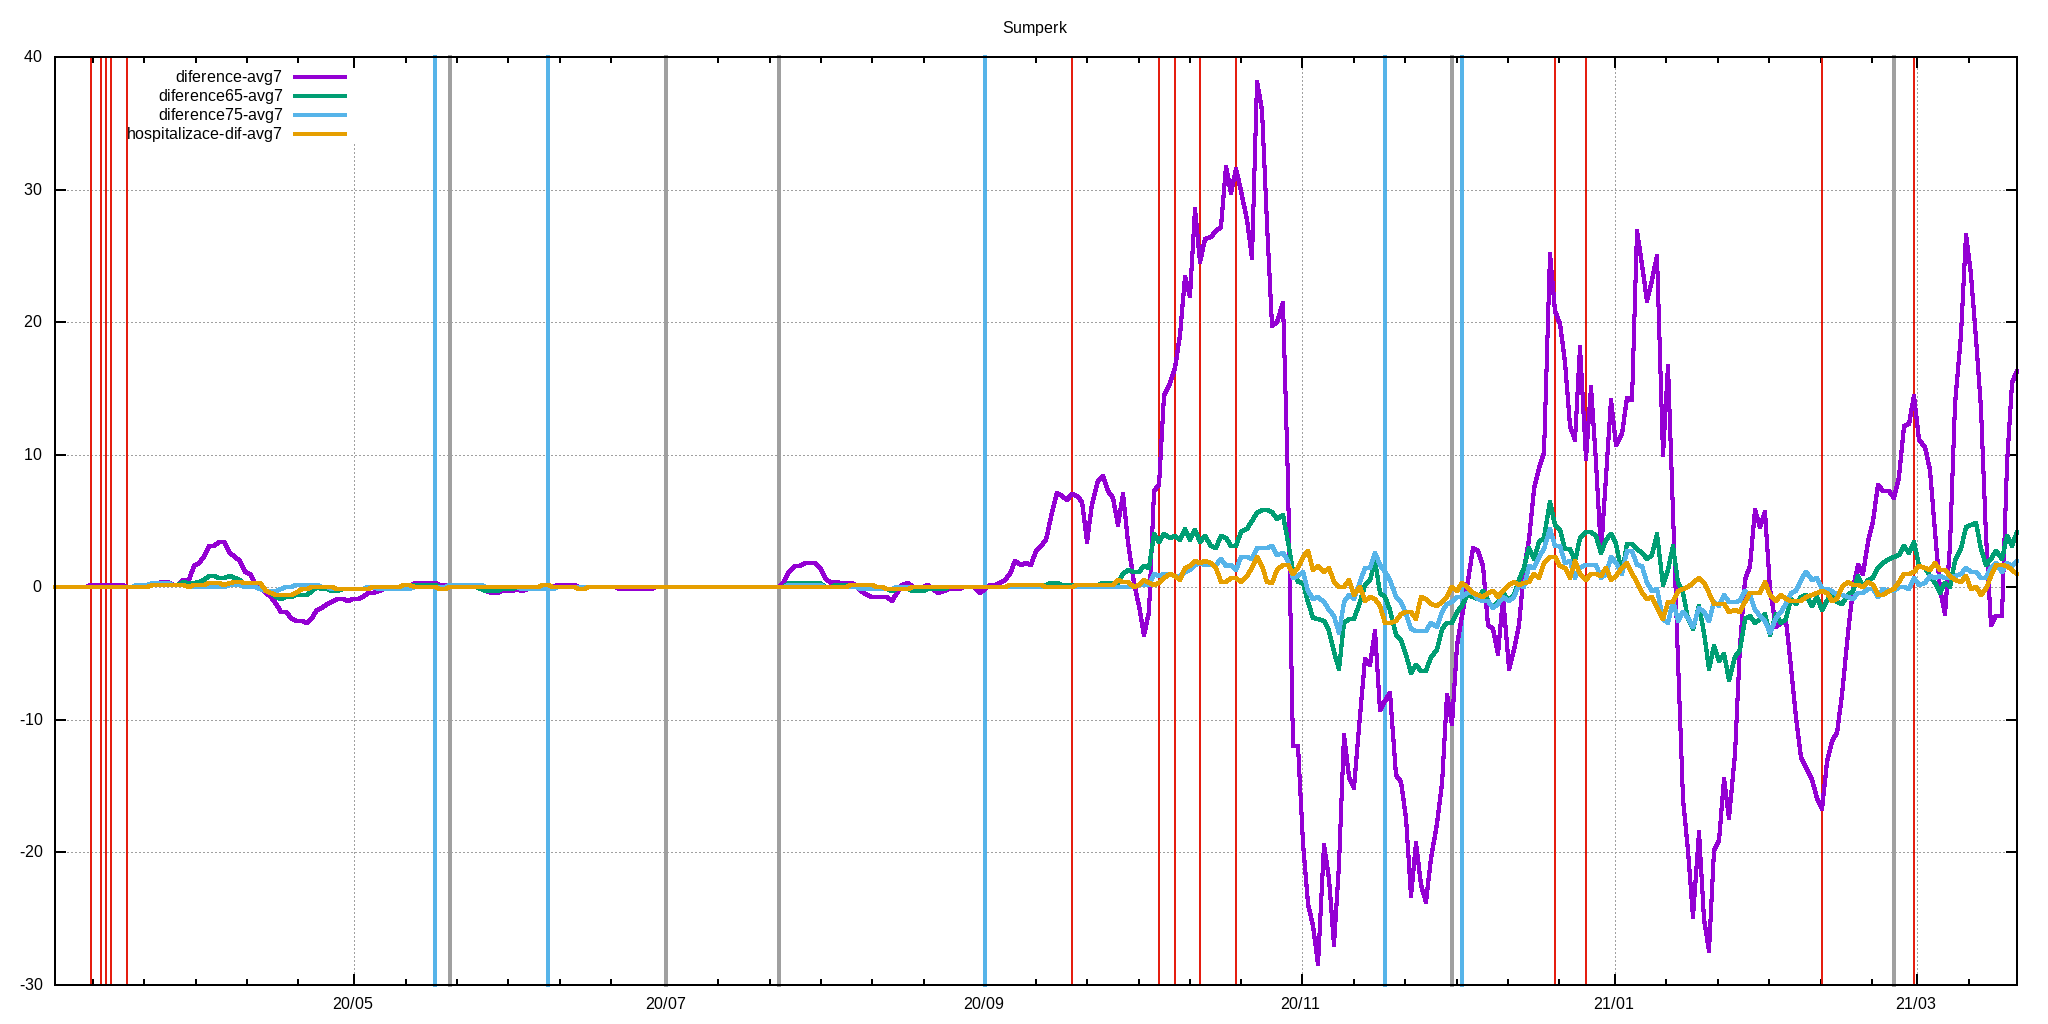 Sumperk
40
diference-avg7
diference65-avg7
diference75-avg7
hospitalizace-dif-avg7
30
20
10
0
-10
-20
-30
20/05 20/07 20/09 20/11 21/01 21/03